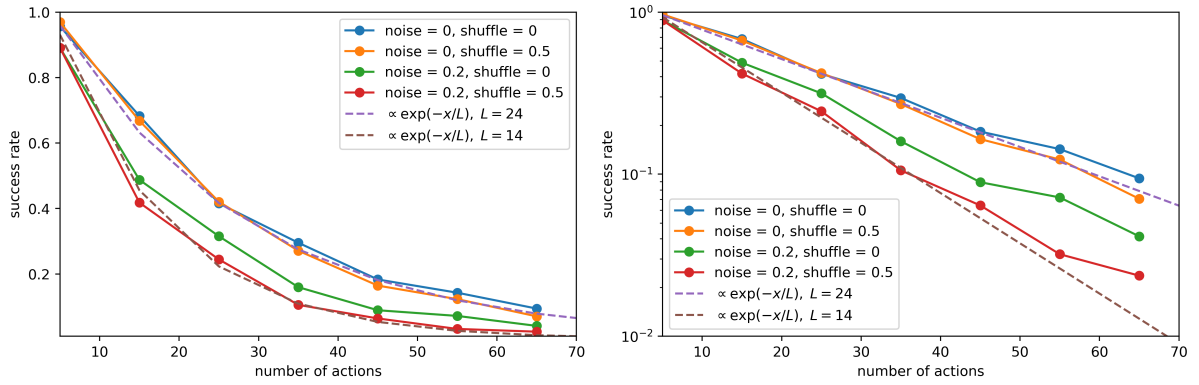 1.0
0.8
0.6
0.4
0.2
success rate
10 20 30 40 50 60 70
number of actions
noise = 0, shuffle = 0
noise = 0, shuffle = 0.5
noise = 0.2, shuffle = 0
noise = 0.2, shuffle = 0.5
∝ exp(−x/L), L = 24
∝ exp(−x/L), L = 14
10⁰
10⁻¹
10⁻²
success rate
10 20 30 40 50 60 70
number of actions
noise = 0, shuffle = 0
noise = 0, shuffle = 0.5
noise = 0.2, shuffle = 0
noise = 0.2, shuffle = 0.5
∝ exp(−x/L), L = 24
∝ exp(−x/L), L = 14